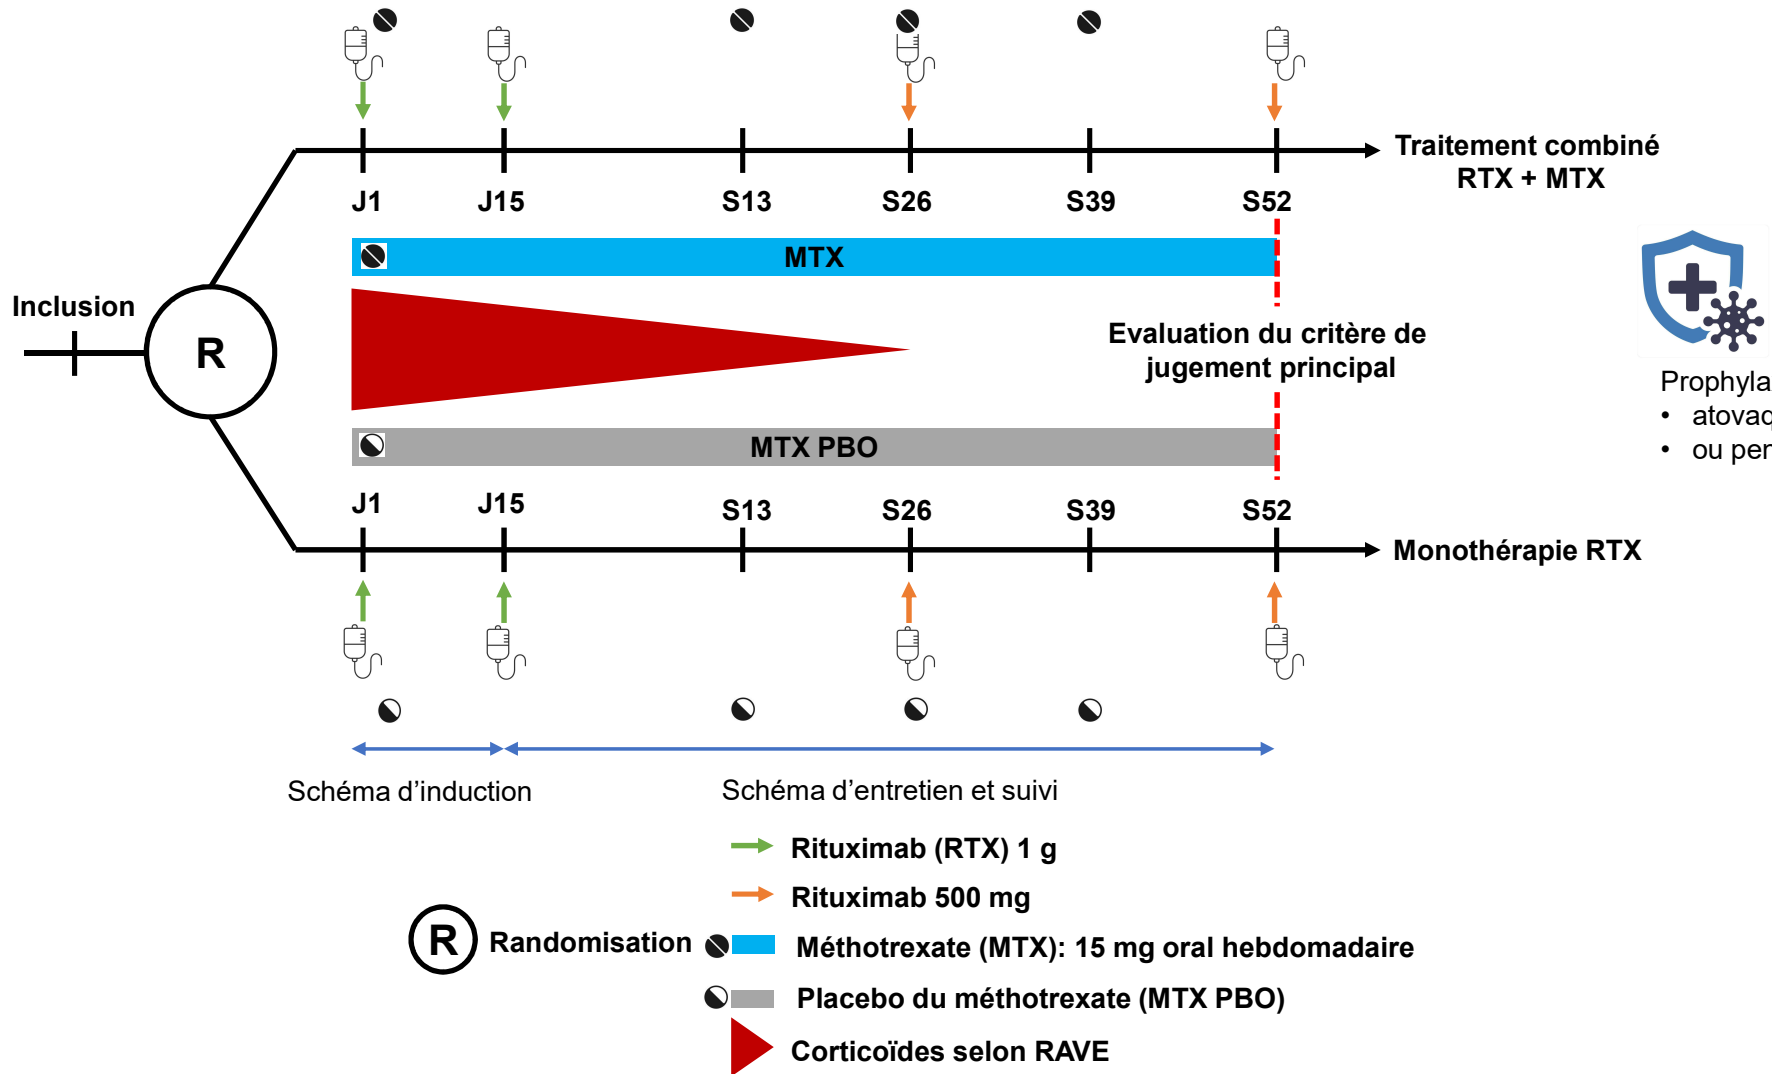 J1 J15 S13 S26 S39 S52
Traitement combiné
RTX + MTX
MTX
Inclusion
R
Evaluation du critère de
jugement principal
MTX PBO
J1 J15 S13 S26 S39 S52
Monothérapie RTX
• ou
Schéma d'induction
Schéma d'entretien et suivi
Rituximab (RTX) 1 g
Rituximab 500 mg
R Randomisation
Méthotrexate (MTX): 15 mg oral hebdomadaire
Placebo du méthotrexate (MTX PBO)
Corticoïdes selon RAVE